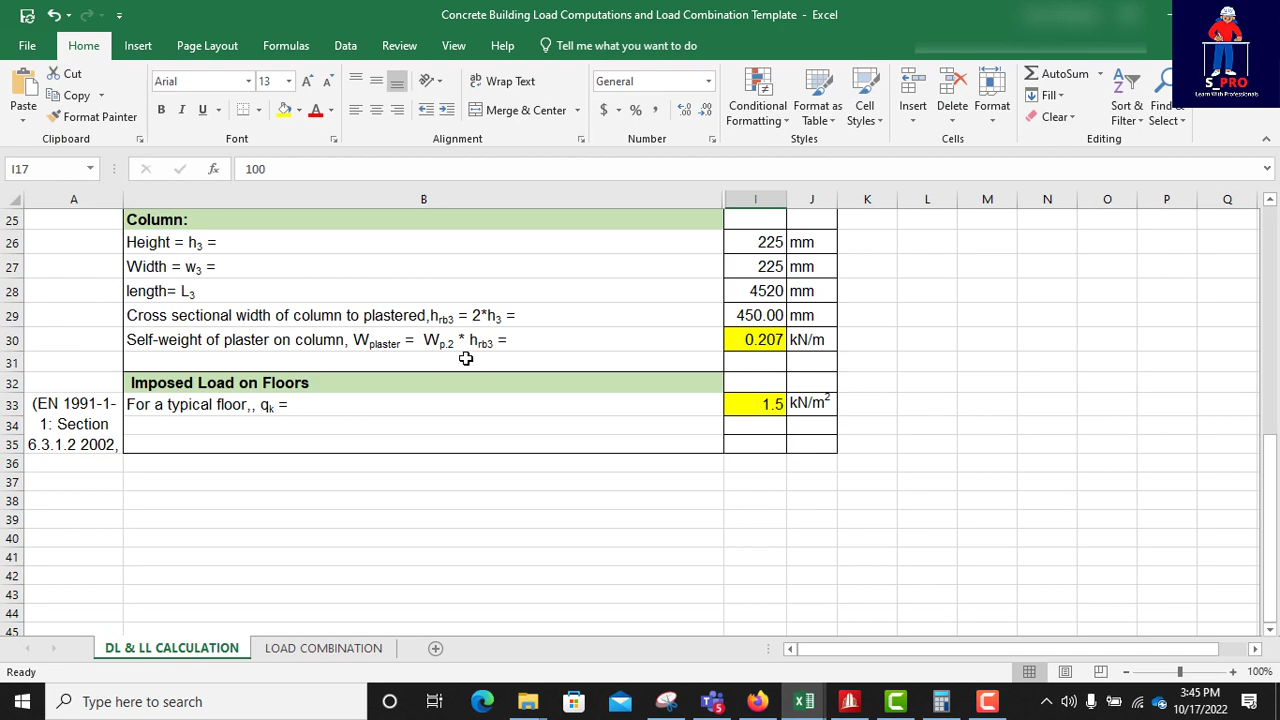 Concrete Building Load Computations and Load Combination Template - Excel
File Home Insert Page Layout Formulas Data Review View Help Tell me what you want to do
Paste
Cut
Copy
Format Painter
Arial 13
B I U
Wrap Text
Merge & Center
General
$ % ,
Conditional Formatting
Format as Table
Cell Styles
Insert
Delete
Format
AutoSum
Fill
Clear
Sort & Filter
Find & Select
Clipboard Font Alignment Number Styles Cells Editing
S_PRO
Learn With Professionals
I17 fx 100
A B I J K L M N O P Q
25 Column:
26 Height = h3 = 225 mm
27 Width = w3 = 225 mm
28 length= L3 4520 mm
29 Cross sectional width of column to plastered,hrb3 = 2*h3 = 450.00 mm
30 Self-weight of plaster on column, Wplaster = Wp.2 * hrb3 = 0.207 kN/m
31
32 Imposed Load on Floors
33 (EN 1991-1- For a typical floor,, qk = 1.5 kN/m2
34 1: Section
35 6.3.1.2 2002,
36
37
38
39
40
41
42
43
44
45
DL & LL CALCULATION LOAD COMBINATION
Ready 100%
Type here to search
3:45 PM
10/17/2022